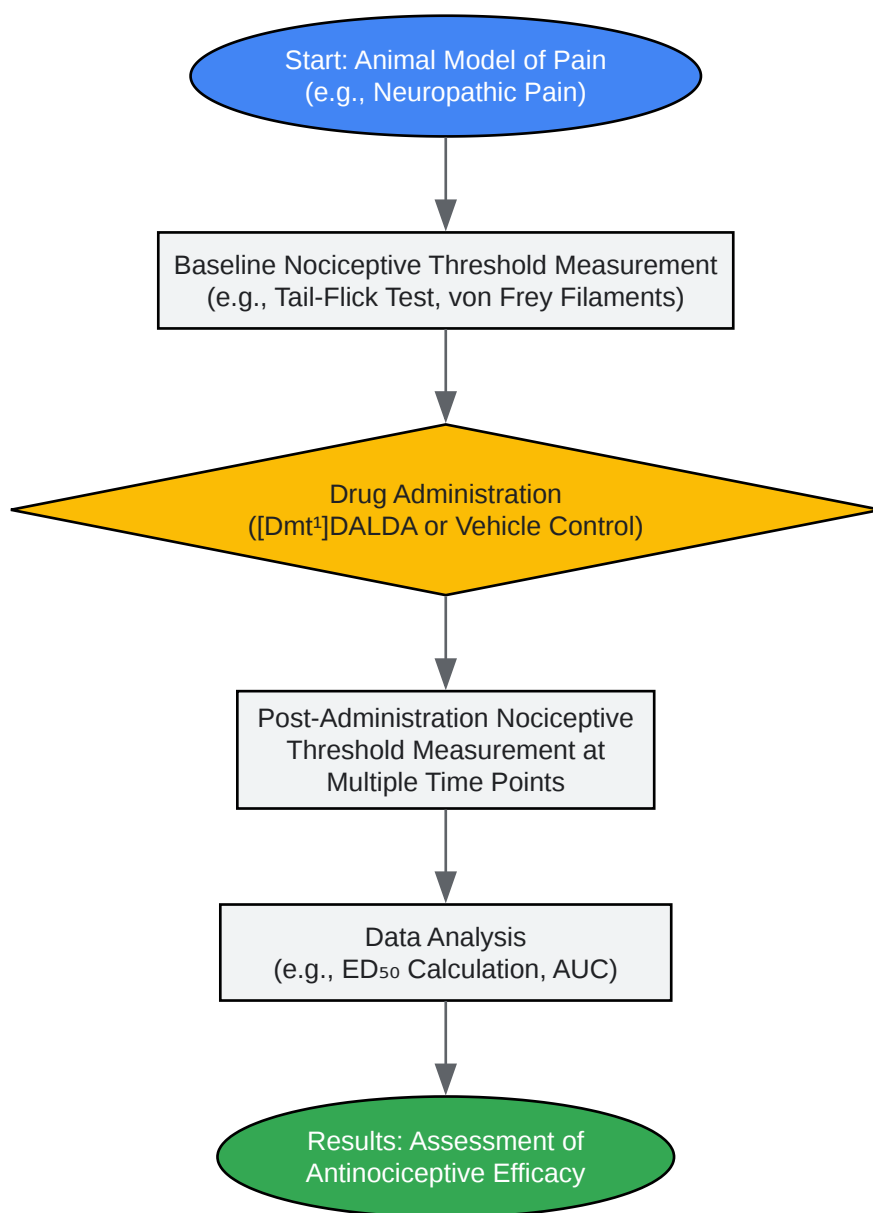 Start: Animal Model of Pain
(e.g., Neuropathic Pain)
Baseline Nociceptive Threshold Measurement
(e.g., Tail-Flick Test, von Frey Filaments)
Drug Administration
([Dmt¹]DALDA or Vehicle Control)
Post-Administration Nociceptive
Threshold Measurement at
Multiple Time Points
Data Analysis
(e.g., ED₅₀ Calculation, AUC)
Results: Assessment of
Antinociceptive Efficacy